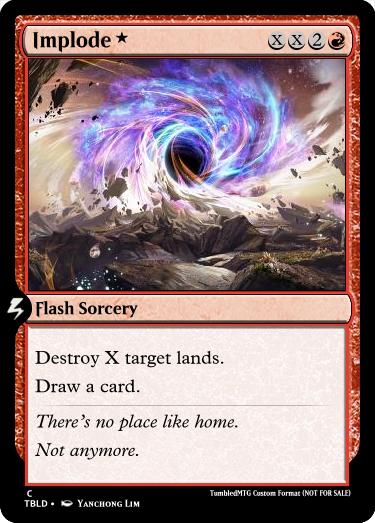 Implode★ XX2
Flash Sorcery
Destroy X target lands.
Draw a card.
There's no place like home.
Not anymore.
C TumbledMTG Custom Format (NOT FOR SALE)
TBLD • Yanchong Lim